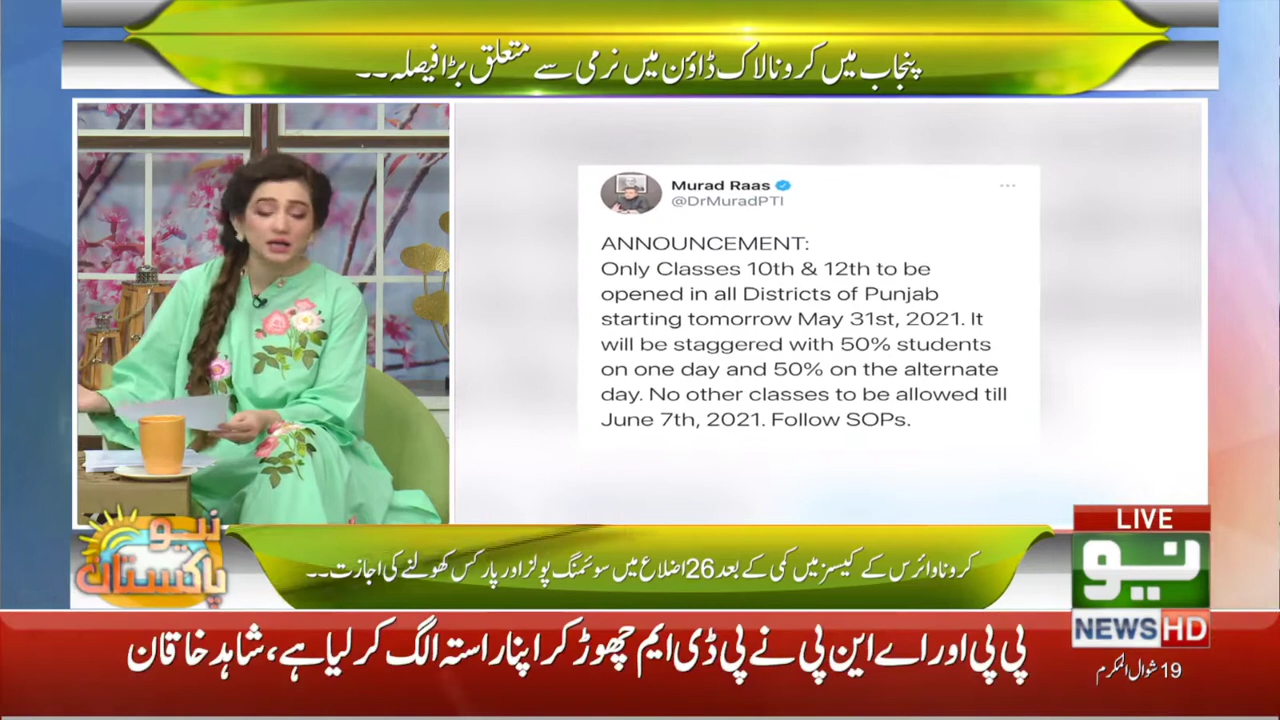 پنجاب میں کرونا لاک ڈاؤن میں نرمی سے متعلق بڑا فیصلہ۔۔
Murad Raas
@DrMuradPTI
ANNOUNCEMENT:
Only Classes 10th & 12th to be
opened in all Districts of Punjab
starting tomorrow May 31st, 2021. It
will be staggered with 50% students
on one day and 50% on the alternate
day. No other classes to be allowed till
June 7th, 2021. Follow SOPs.
نیو
پاکستان
کرونا وائرس کے کیسز میں کمی کے بعد 26 اضلاع میں سوئمنگ پولز اور پارکس کھولنے کی اجازت۔۔
LIVE
نیو
NEWS HD
پی پی اور اے این پی نے پی ڈی ایم چھوڑ کر اپنا راستہ الگ کر لیا ہے، شاہد خاقان
19 شوال المکرم